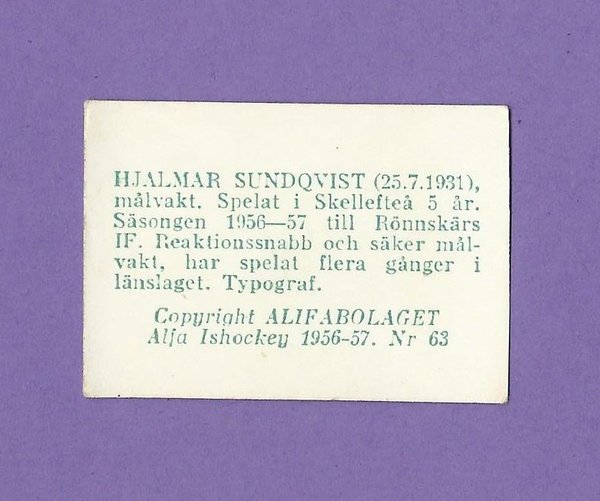 HJALMAR SUNDQVIST (25.7.1931),
målvakt. Spelat i Skellefteå 5 år.
Säsongen 1956—57 till Rönnskärs
IF. Reaktionssnabb och säker mål-
vakt, har spelat flera gånger i
länslaget. Typograf.
Copyright ALIFABOLAGET
Alfa Ishockey 1956-57. Nr 63